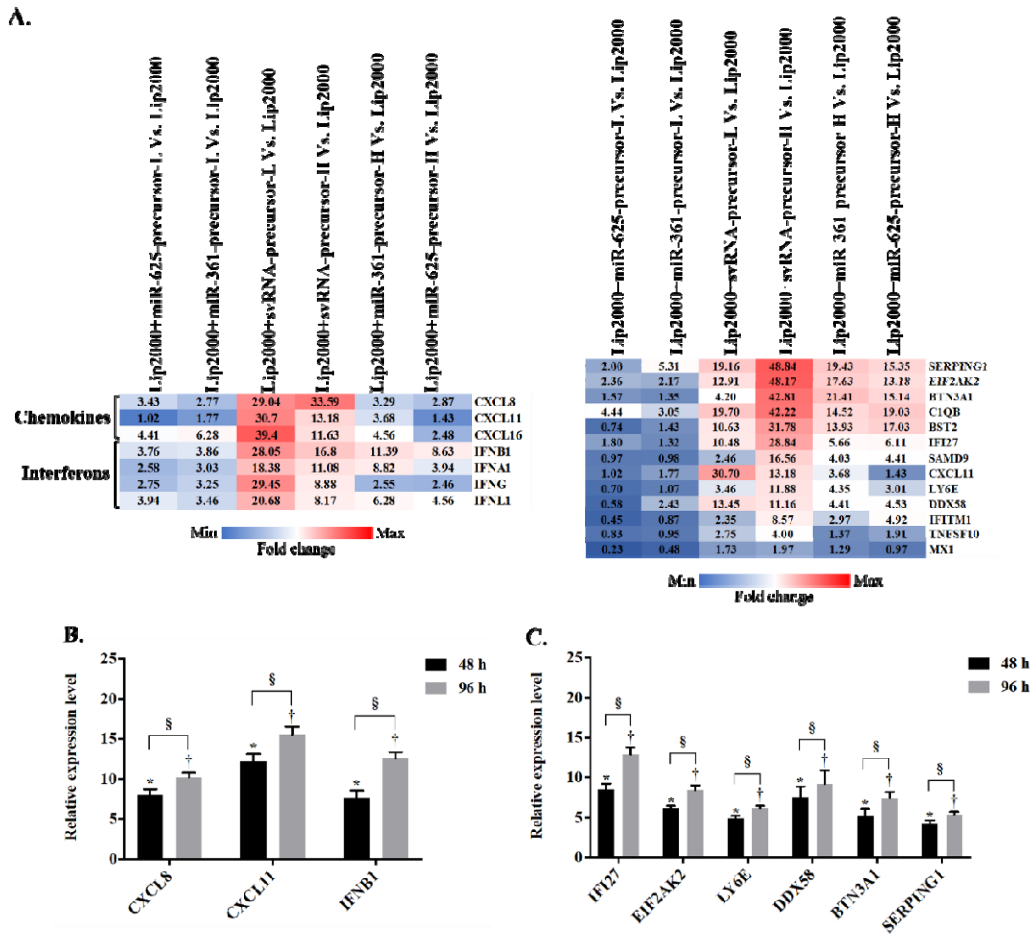 A.
Lip2000+miR-625-precursor-L Vs. Lip2000
Lip2000+miR-361-precursor-L Vs. Lip2000
Lip2000+svRNA-precursor-L Vs. Lip2000
Lip2000+svRNA-precursor-H Vs. Lip2000
Lip2000+miR-361-precursor-H Vs. Lip2000
Lip2000+miR-625-precursor-H Vs. Lip2000
Chemokines
3.43 2.77 29.04 33.59 3.29 2.87 CXCL8
1.02 1.77 30.7 13.18 3.68 1.43 CXCL11
4.41 6.28 39.4 11.63 4.56 2.48 CXCL16
Interferons
3.76 3.86 28.05 16.8 11.39 8.63 IFNB1
2.58 3.03 18.38 11.08 8.82 3.94 IFNA1
2.75 3.25 29.45 8.88 2.55 2.46 IFNG
3.94 3.46 20.68 8.17 6.28 4.56 IFNL1
Min Max
Fold change
Lip2000+miR-625-precursor-L Vs. Lip2000
Lip2000+miR-361-precursor-L Vs. Lip2000
Lip2000+svRNA-precursor-L Vs. Lip2000
Lip2000+svRNA-precursor-H Vs. Lip2000
Lip2000+miR 361 precursor H Vs. Lip2000
Lip2000+miR-625-precursor-H Vs. Lip2000
2.00 5.31 19.16 48.84 19.43 15.35 SERPING1
2.36 2.17 12.91 48.17 17.63 13.18 EIF2AK2
1.57 1.35 4.20 42.81 21.41 15.14 BTN3A1
4.44 3.05 19.70 42.22 14.52 19.03 C1QB
0.74 1.43 10.63 31.78 13.93 17.03 BST2
1.80 1.32 10.48 28.84 5.66 6.11 IFI27
0.97 0.98 2.46 16.56 4.03 4.41 SAMD9
1.02 1.77 30.70 13.18 3.68 1.43 CXCL11
0.70 1.07 3.46 11.88 4.35 3.01 LY6E
0.58 2.43 13.45 11.16 4.41 4.53 DDX58
0.45 0.87 2.35 8.57 2.97 4.92 IFITM1
0.83 0.95 2.75 4.00 1.37 1.91 TNFSF10
0.23 0.48 1.73 1.97 1.29 0.97 MX1
Min Max
Fold change
B.
Relative expression level
25
20
15
10
5
0
§ § §
* † * † * †
CXCL8 CXCL11 IFNB1
48 h
96 h
C.
Relative expression level
25
20
15
10
5
0
§ § § § § §
* † * † * † * † * † * †
IFI27 EIF2AK2 LY6E DDX58 BTN3A1 SERPING1
48 h
96 h